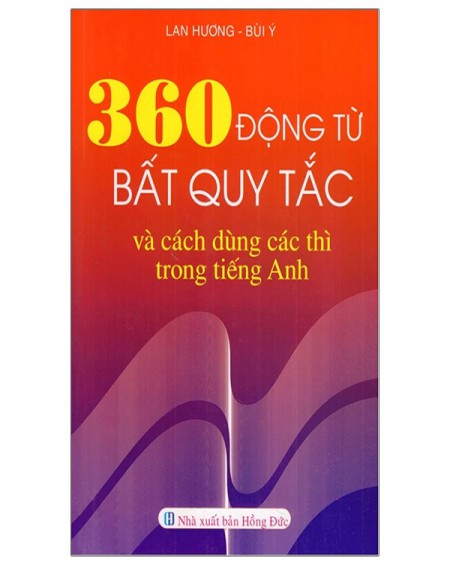 LAN HƯƠNG - BÙI Ý
360 ĐỘNG TỪ
BẤT QUY TẮC
và cách dùng các thì
trong tiếng Anh
Nhà xuất bản Hồng Đức